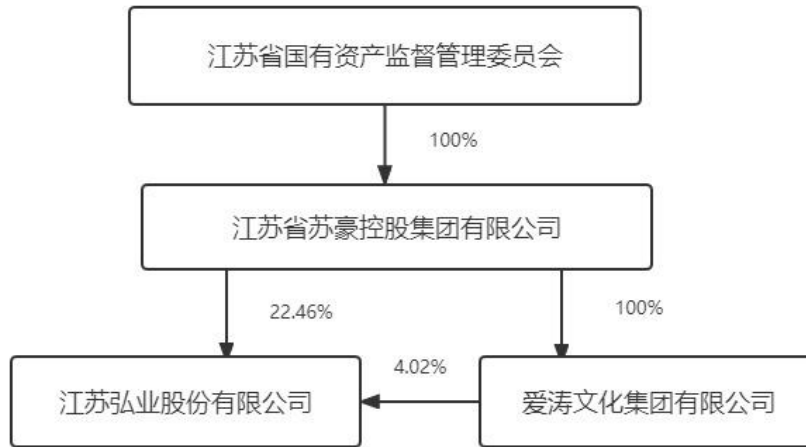 江苏省国有资产监督管理委员会
100%
江苏省苏豪控股集团有限公司
22.46%
100%
4.02%
江苏弘业股份有限公司
爱涛文化集团有限公司